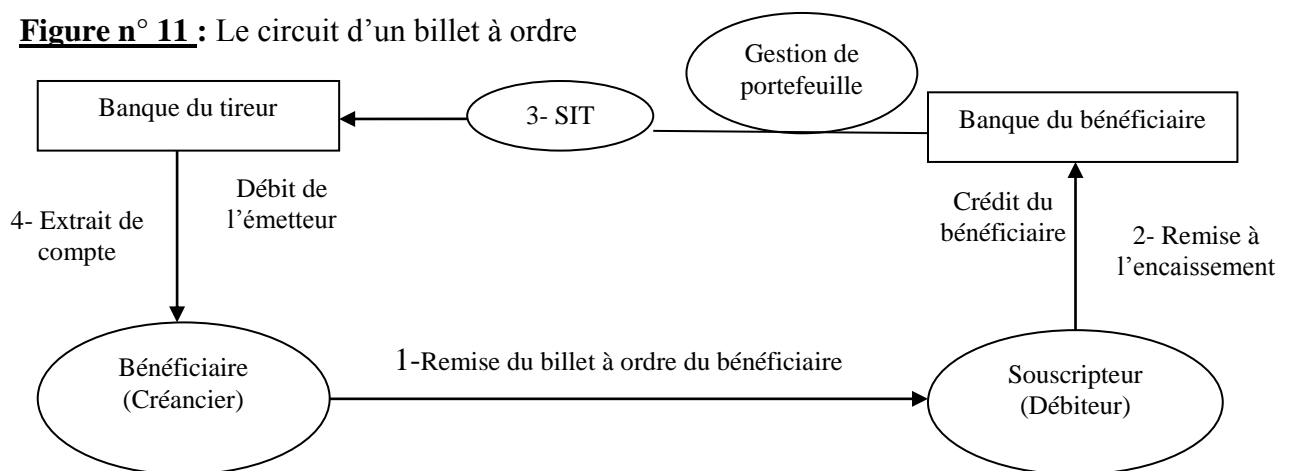 Figure n° 11 : Le circuit d’un billet à ordre
Gestion de
portefeuille
Banque du tireur
3- SIT
Banque du bénéficiaire
Débit de
l’émetteur
4- Extrait de
compte
Crédit du
bénéficiaire
2- Remise à
l’encaissement
Bénéficiaire
(Créancier)
1-Remise du billet à ordre du bénéficiaire
Souscripteur
(Débiteur)